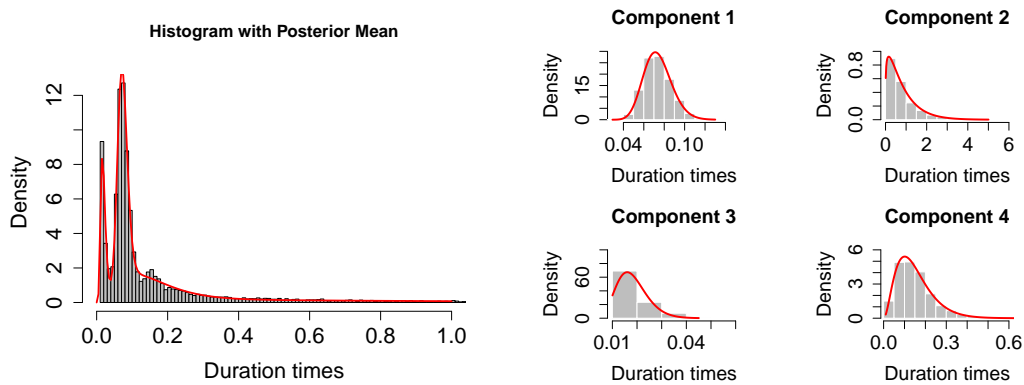 Histogram with Posterior Mean
Density
0 2 4 6 8 12
0.0 0.2 0.4 0.6 0.8 1.0
Duration times
Component 1
Density
0 15
0.04 0.10
Duration times
Component 2
Density
0.0 0.8
0 2 4 6
Duration times
Component 3
Density
0 60
0.01 0.04
Duration times
Component 4
Density
0 3 6
0.0 0.3 0.6
Duration times